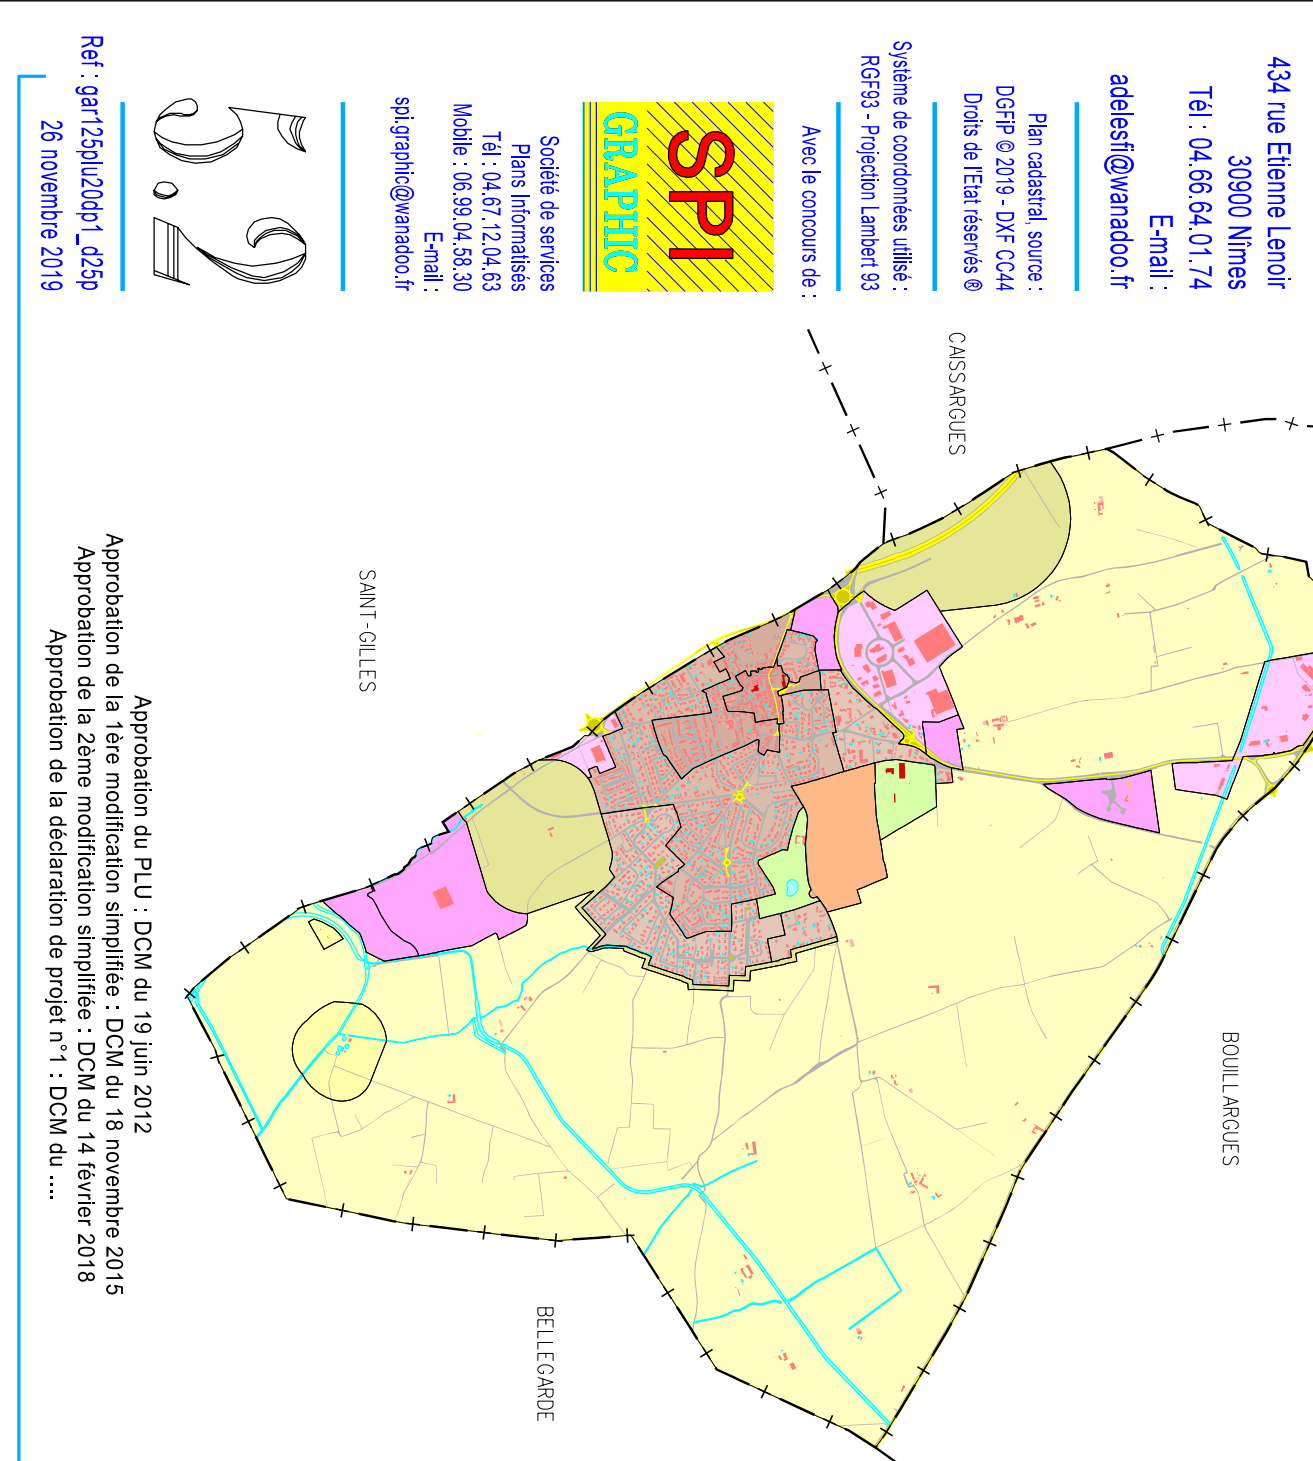 434 rue Etienne Lenoir
30900 Nîmes
Tél : 04.66.64.01.74
E-mail :
adelesfi@wanadoo.fr
Plan cadastral, source :
DGFiP © 2019 - DXF CC44
Droits de l'Etat réservés ®
Système de coordonnées utilisé :
RGF93 - Projection Lambert 93
Avec le concours de :
SPI
GRAPHIC
Société de services
Plans Informatisés
Tél : 04.67.12.04.63
Mobile : 06.99.04.58.30
E-mail :
spi.graphic@wanadoo.fr
5.2
Ref : gar125plu20dp1_d25p
26 novembre 2019
CAISSARGUES
SAINT-GILLES
BOUILLARGUES
BELLEGARDE
Approbation du PLU : DCM du 19 juin 2012
Approbation de la 1ère modification simplifiée : DCM du 18 novembre 2015
Approbation de la 2ème modification simplifiée : DCM du 14 février 2018
Approbation de la déclaration de projet n°1 : DCM du ....